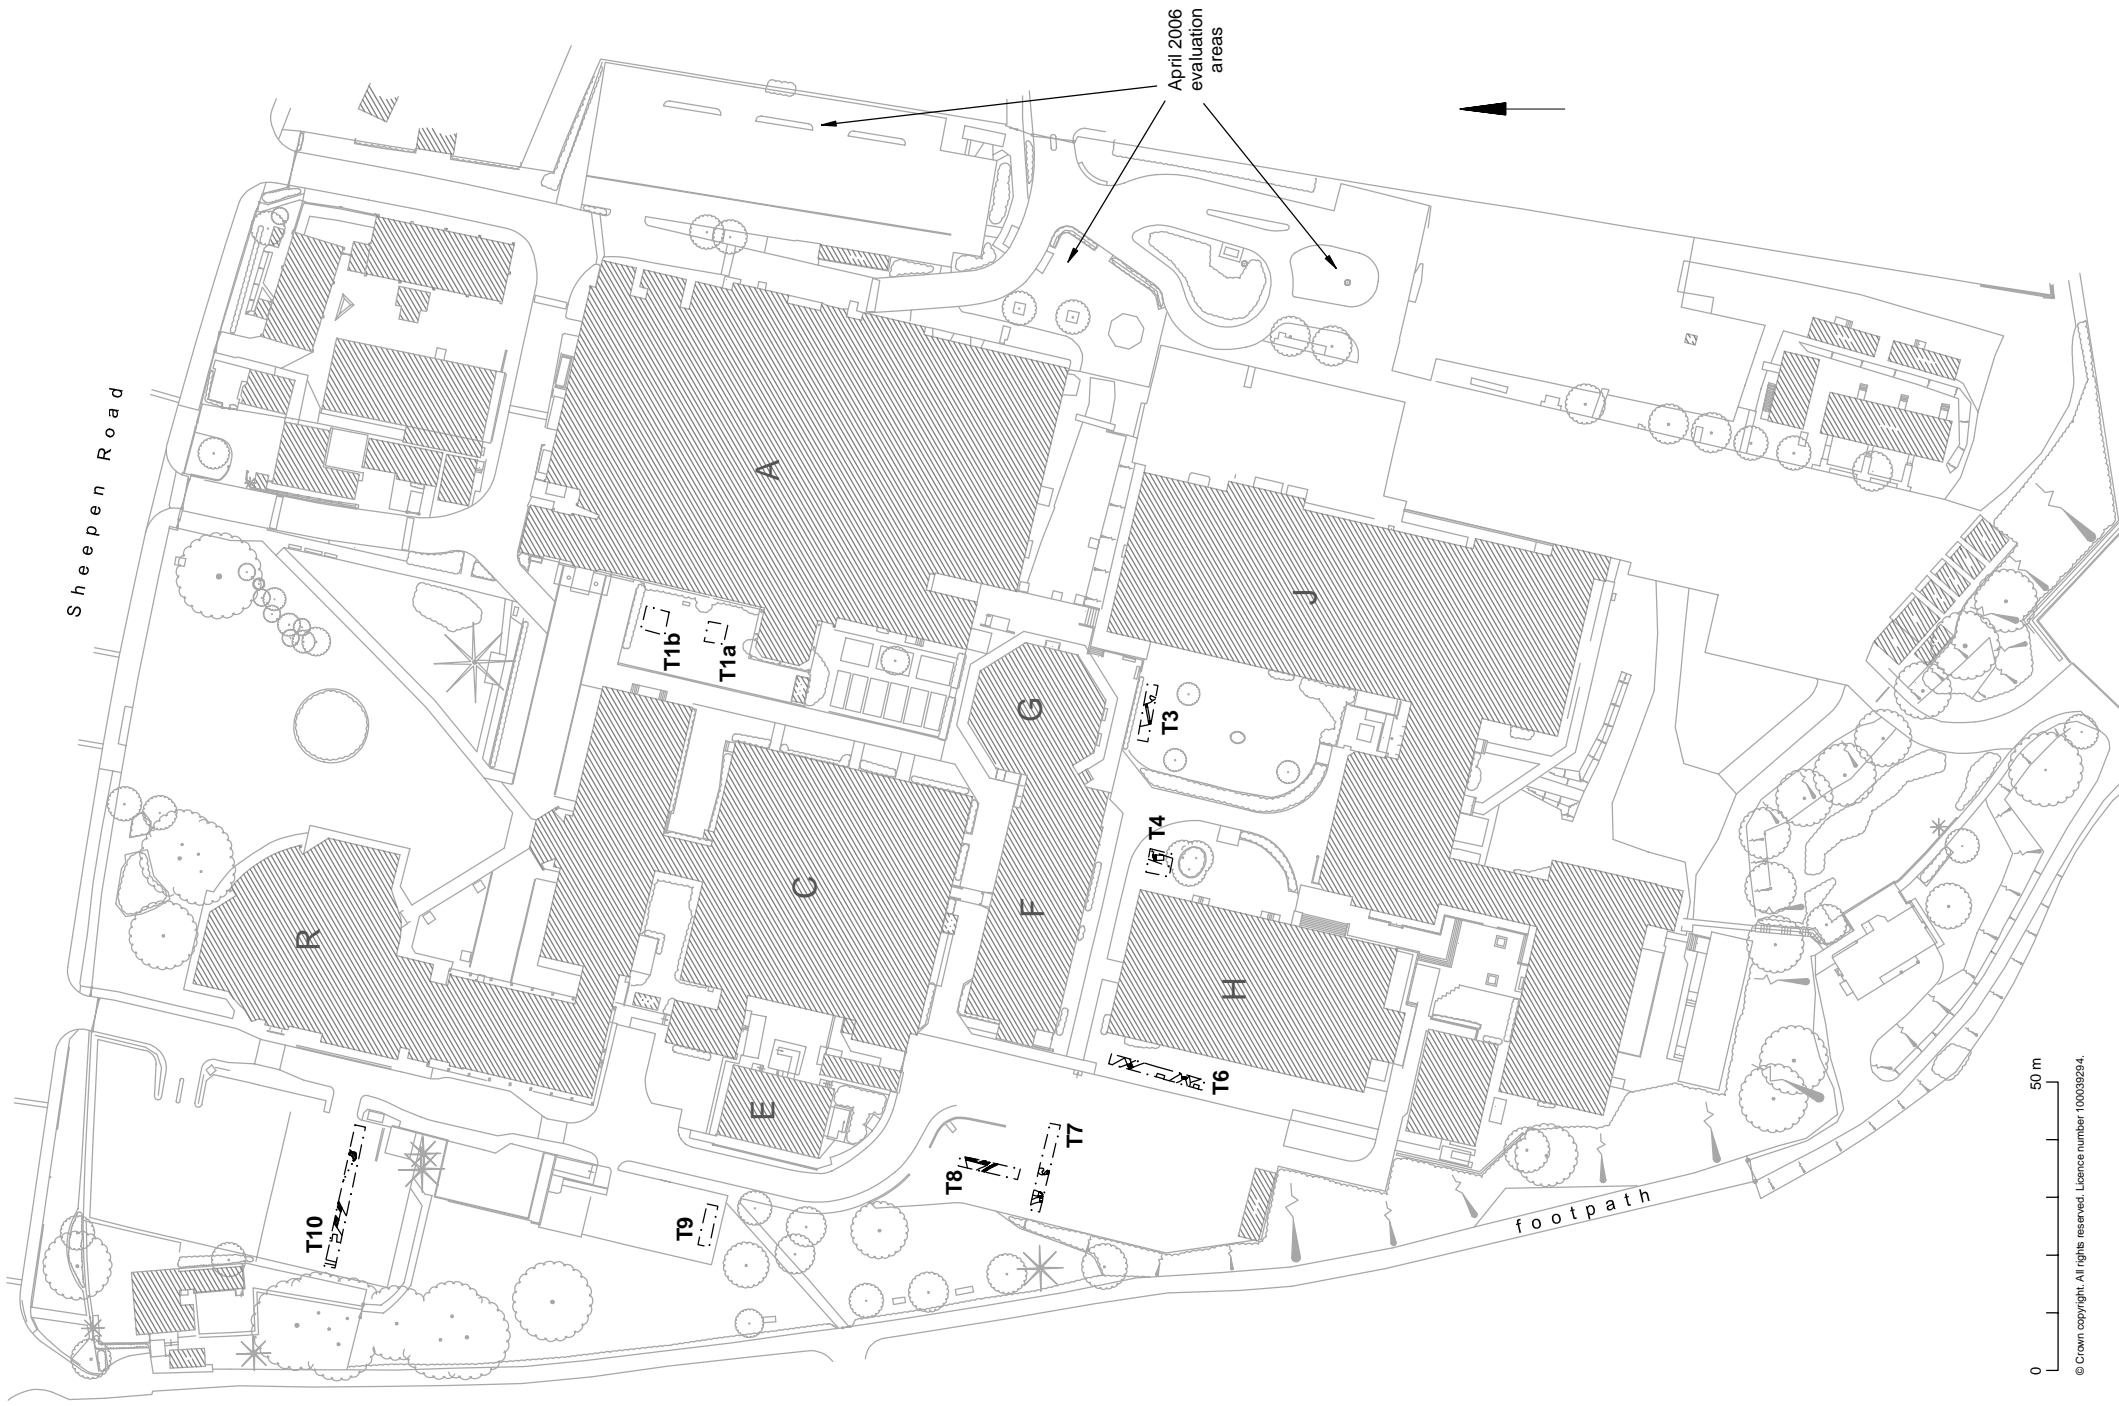 Sheepen Road
April 2006
evaluation
areas
A
T1b
T1a
J
G
T3
R
C
F
T4
H
E
T6
T7
T8
T10
T9
footpath
0
50 m
© Crown copyright. All rights reserved. Licence number 100039294.